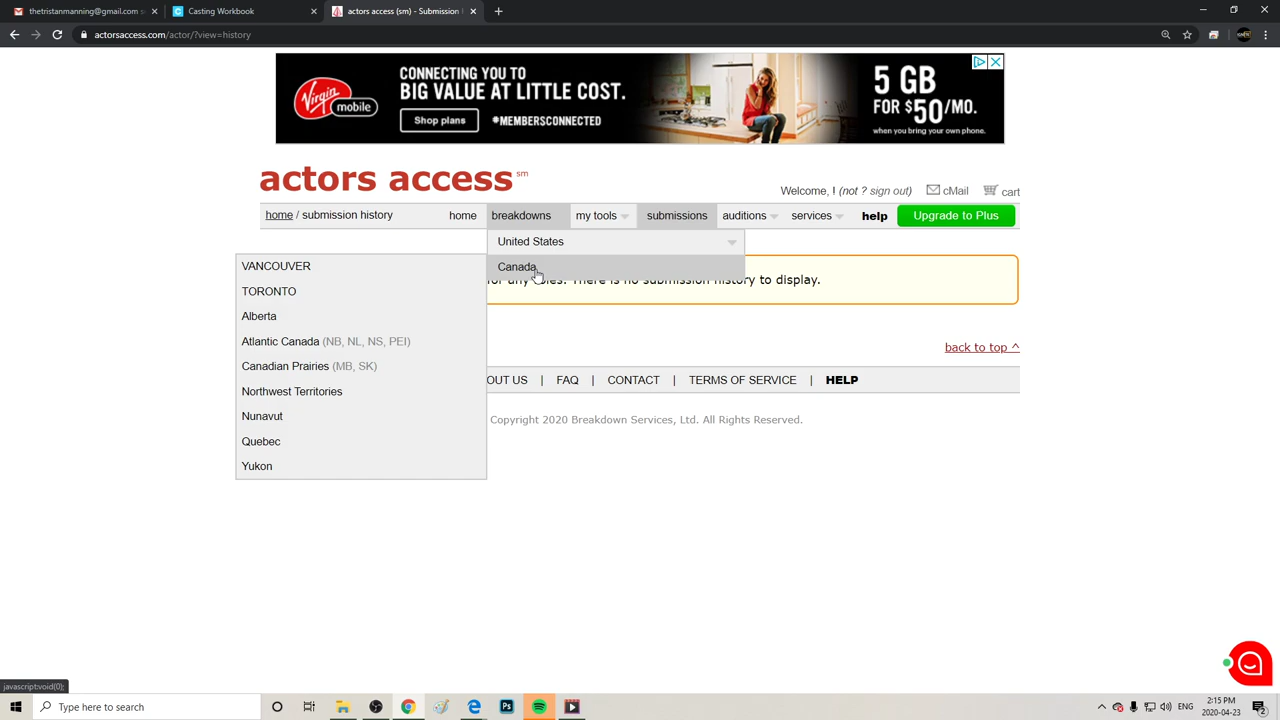 thetristanmanning@gmail.com
Casting Workbook
actors access (sm) - Submission
actorsaccess.com/actor/?view=history
Virgin mobile
CONNECTING YOU TO
BIG VALUE AT LITTLE COST.
Shop plans
#MEMBERSCONNECTED
5 GB
FOR $50/MO.
when you bring your own phone.
actors access sm
Welcome, ! (not ? sign out)
cMail
cart
home / submission history
home
breakdowns
my tools
submissions
auditions
services
help
Upgrade to Plus
United States
Canada
VANCOUVER
TORONTO
Alberta
Atlantic Canada (NB, NL, NS, PEI)
Canadian Prairies (MB, SK)
Northwest Territories
Nunavut
Quebec
Yukon
for any roles. There is no submission history to display.
back to top ^
OUT US | FAQ | CONTACT | TERMS OF SERVICE | HELP
Copyright 2020 Breakdown Services, Ltd. All Rights Reserved.
javascript:void(0);
Type here to search
Ps
ENG
2:15 PM
2020-04-23